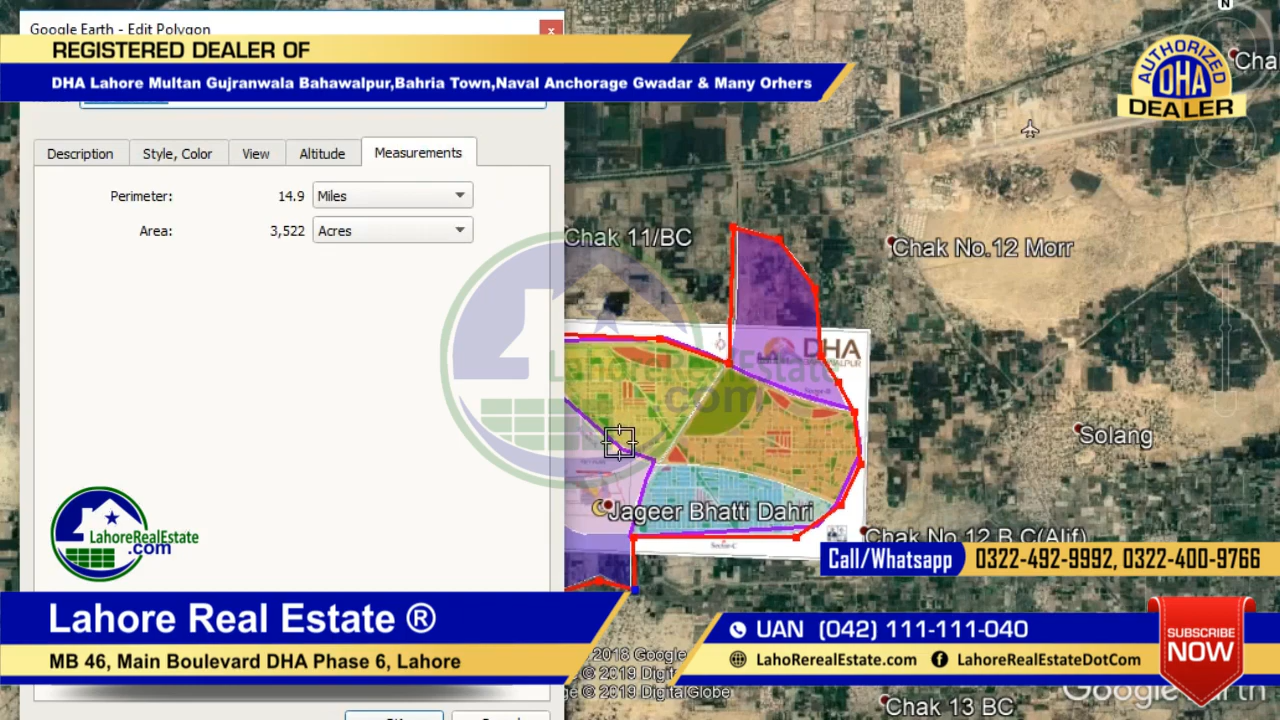 Google Earth - Edit Polygon
x
N
REGISTERED DEALER OF
DHA Lahore Multan Gujranwala Bahawalpur,Bahria Town,Naval Anchorage Gwadar & Many Orhers
AUTHORIZED
DHA
DEALER
Description
Style, Color
View
Altitude
Measurements
Perimeter:
14.9
Miles
Area:
3,522
Acres
Chak 11/BC
Chak No.12 Morr
DHA
LahoreRealEstate
.com
Solang
Jageer Bhatti Dahri
Chak No 12 B C(Alif)
Sector-C
LahoreRealEstate
.com
Call/Whatsapp
0322-492-9992, 0322-400-9766
Lahore Real Estate ®
MB 46, Main Boulevard DHA Phase 6, Lahore
UAN (042) 111-111-040
LahoRerealEstate.com
LahoreRealEstateDotCom
SUBSCRIBE
NOW
2018 Google
© 2019 DigitalGlobe
Google Earth
Chak 13 BC